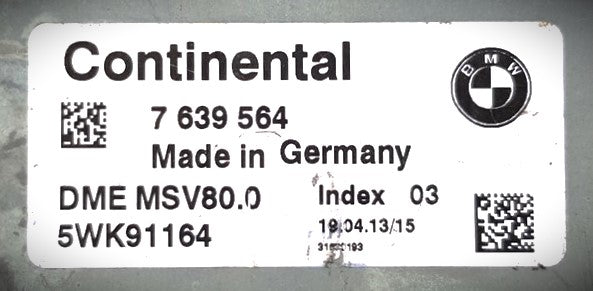 Continental
BMW
7 639 564
Made in Germany
DME MSV80.0 Index 03
5WK91164 19.04.13/15